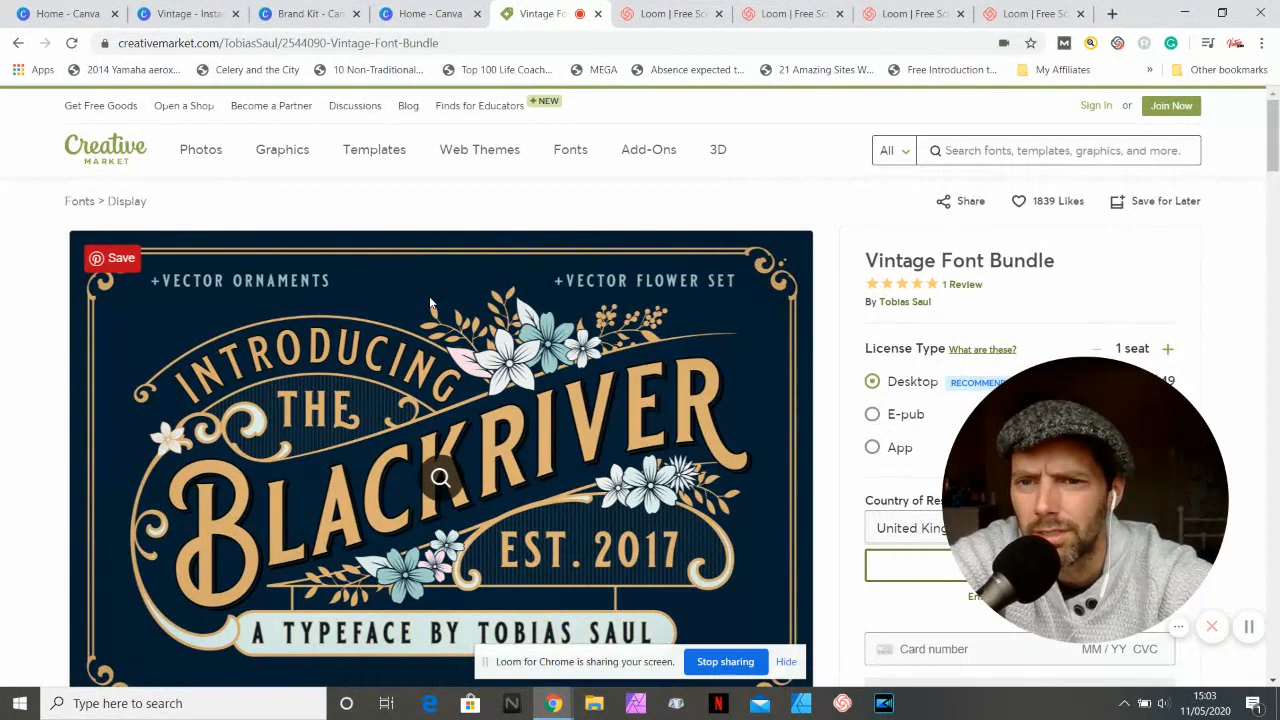 Home - Canva
Vintage - Insta
Brand Kit - Can
Home - Canva
Vintage Fo
Loom | Free Sc
Loom | Free Sc
Loom | Free Sc
Loom | Free Sc
creativemarket.com/TobiasSaul/2544090-Vintage-Font-Bundle
Apps
2014 Yamaha aerox...
Celery and the City
10 Non-Traditional...
Top 100 Life Coach...
MEGA
Absence expected t...
21 Amazing Sites W...
Free Introduction t...
My Affiliates
»
Other bookmarks
Get Free Goods
Open a Shop
Become a Partner
Discussions
Blog
Finds for Educators
+ NEW
Sign In or Join Now
Creative
MARKET
Photos
Graphics
Templates
Web Themes
Fonts
Add-Ons
3D
All
Search fonts, templates, graphics, and more.
Fonts > Display
Share
1839 Likes
Save for Later
Save
+VECTOR ORNAMENTS
+VECTOR FLOWER SET
INTRODUCING
THE
BLACKRIVER
EST. 2017
A TYPEFACE BY TOBIAS SAUL
Vintage Font Bundle
1 Review
By Tobias Saul
License Type What are these?
1 seat
Desktop
E-pub
App
Card number
MM / YY CVC
Loom for Chrome is sharing your screen.
Stop sharing
Hide
Type here to search
15:03
11/05/2020